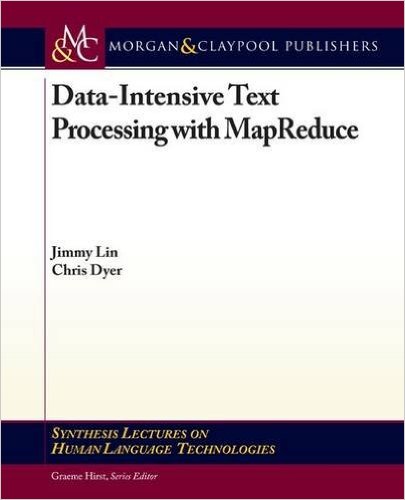 M
&C
MORGAN&CLAYPOOL PUBLISHERS
Data-Intensive Text
Processing with MapReduce
Jimmy Lin
Chris Dyer
SYNTHESIS LECTURES ON
HUMAN LANGUAGE TECHNOLOGIES
Graeme Hirst, Series Editor